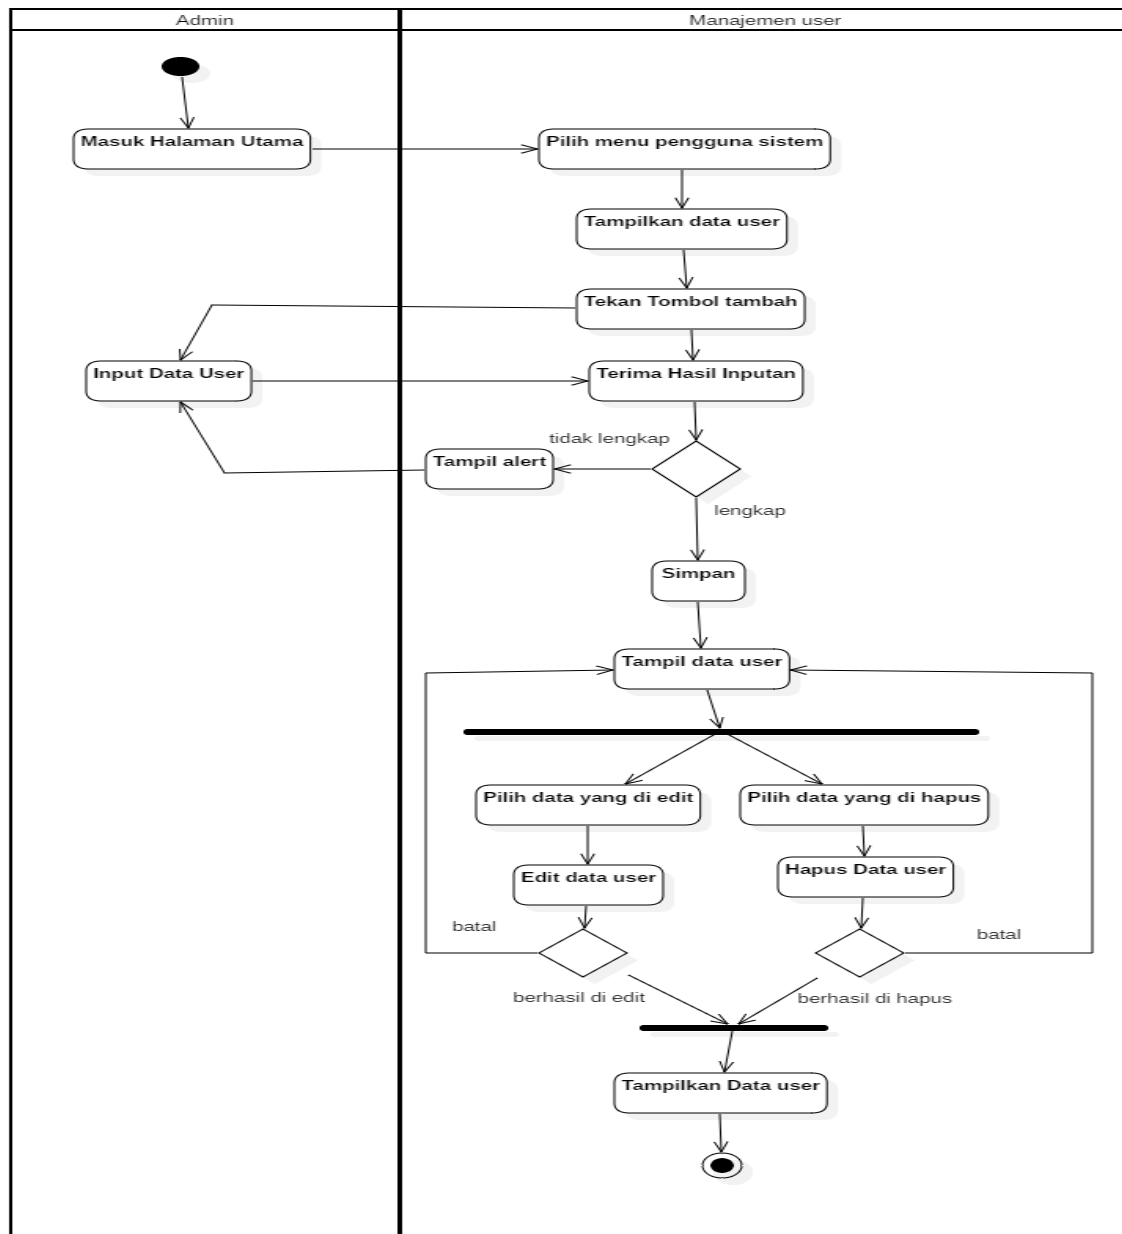 Admin
Manajemen user
Masuk Halaman Utama
Pilih menu pengguna sistem
Tampilkan data user
Tekan Tombol tambah
Input Data User
Terima Hasil Inputan
tidak lengkap
Tampil alert
lengkap
Simpan
Tampil data user
Pilih data yang di edit
Pilih data yang di hapus
Edit data user
Hapus Data user
batal
batal
berhasil di edit
berhasil di hapus
Tampilkan Data user